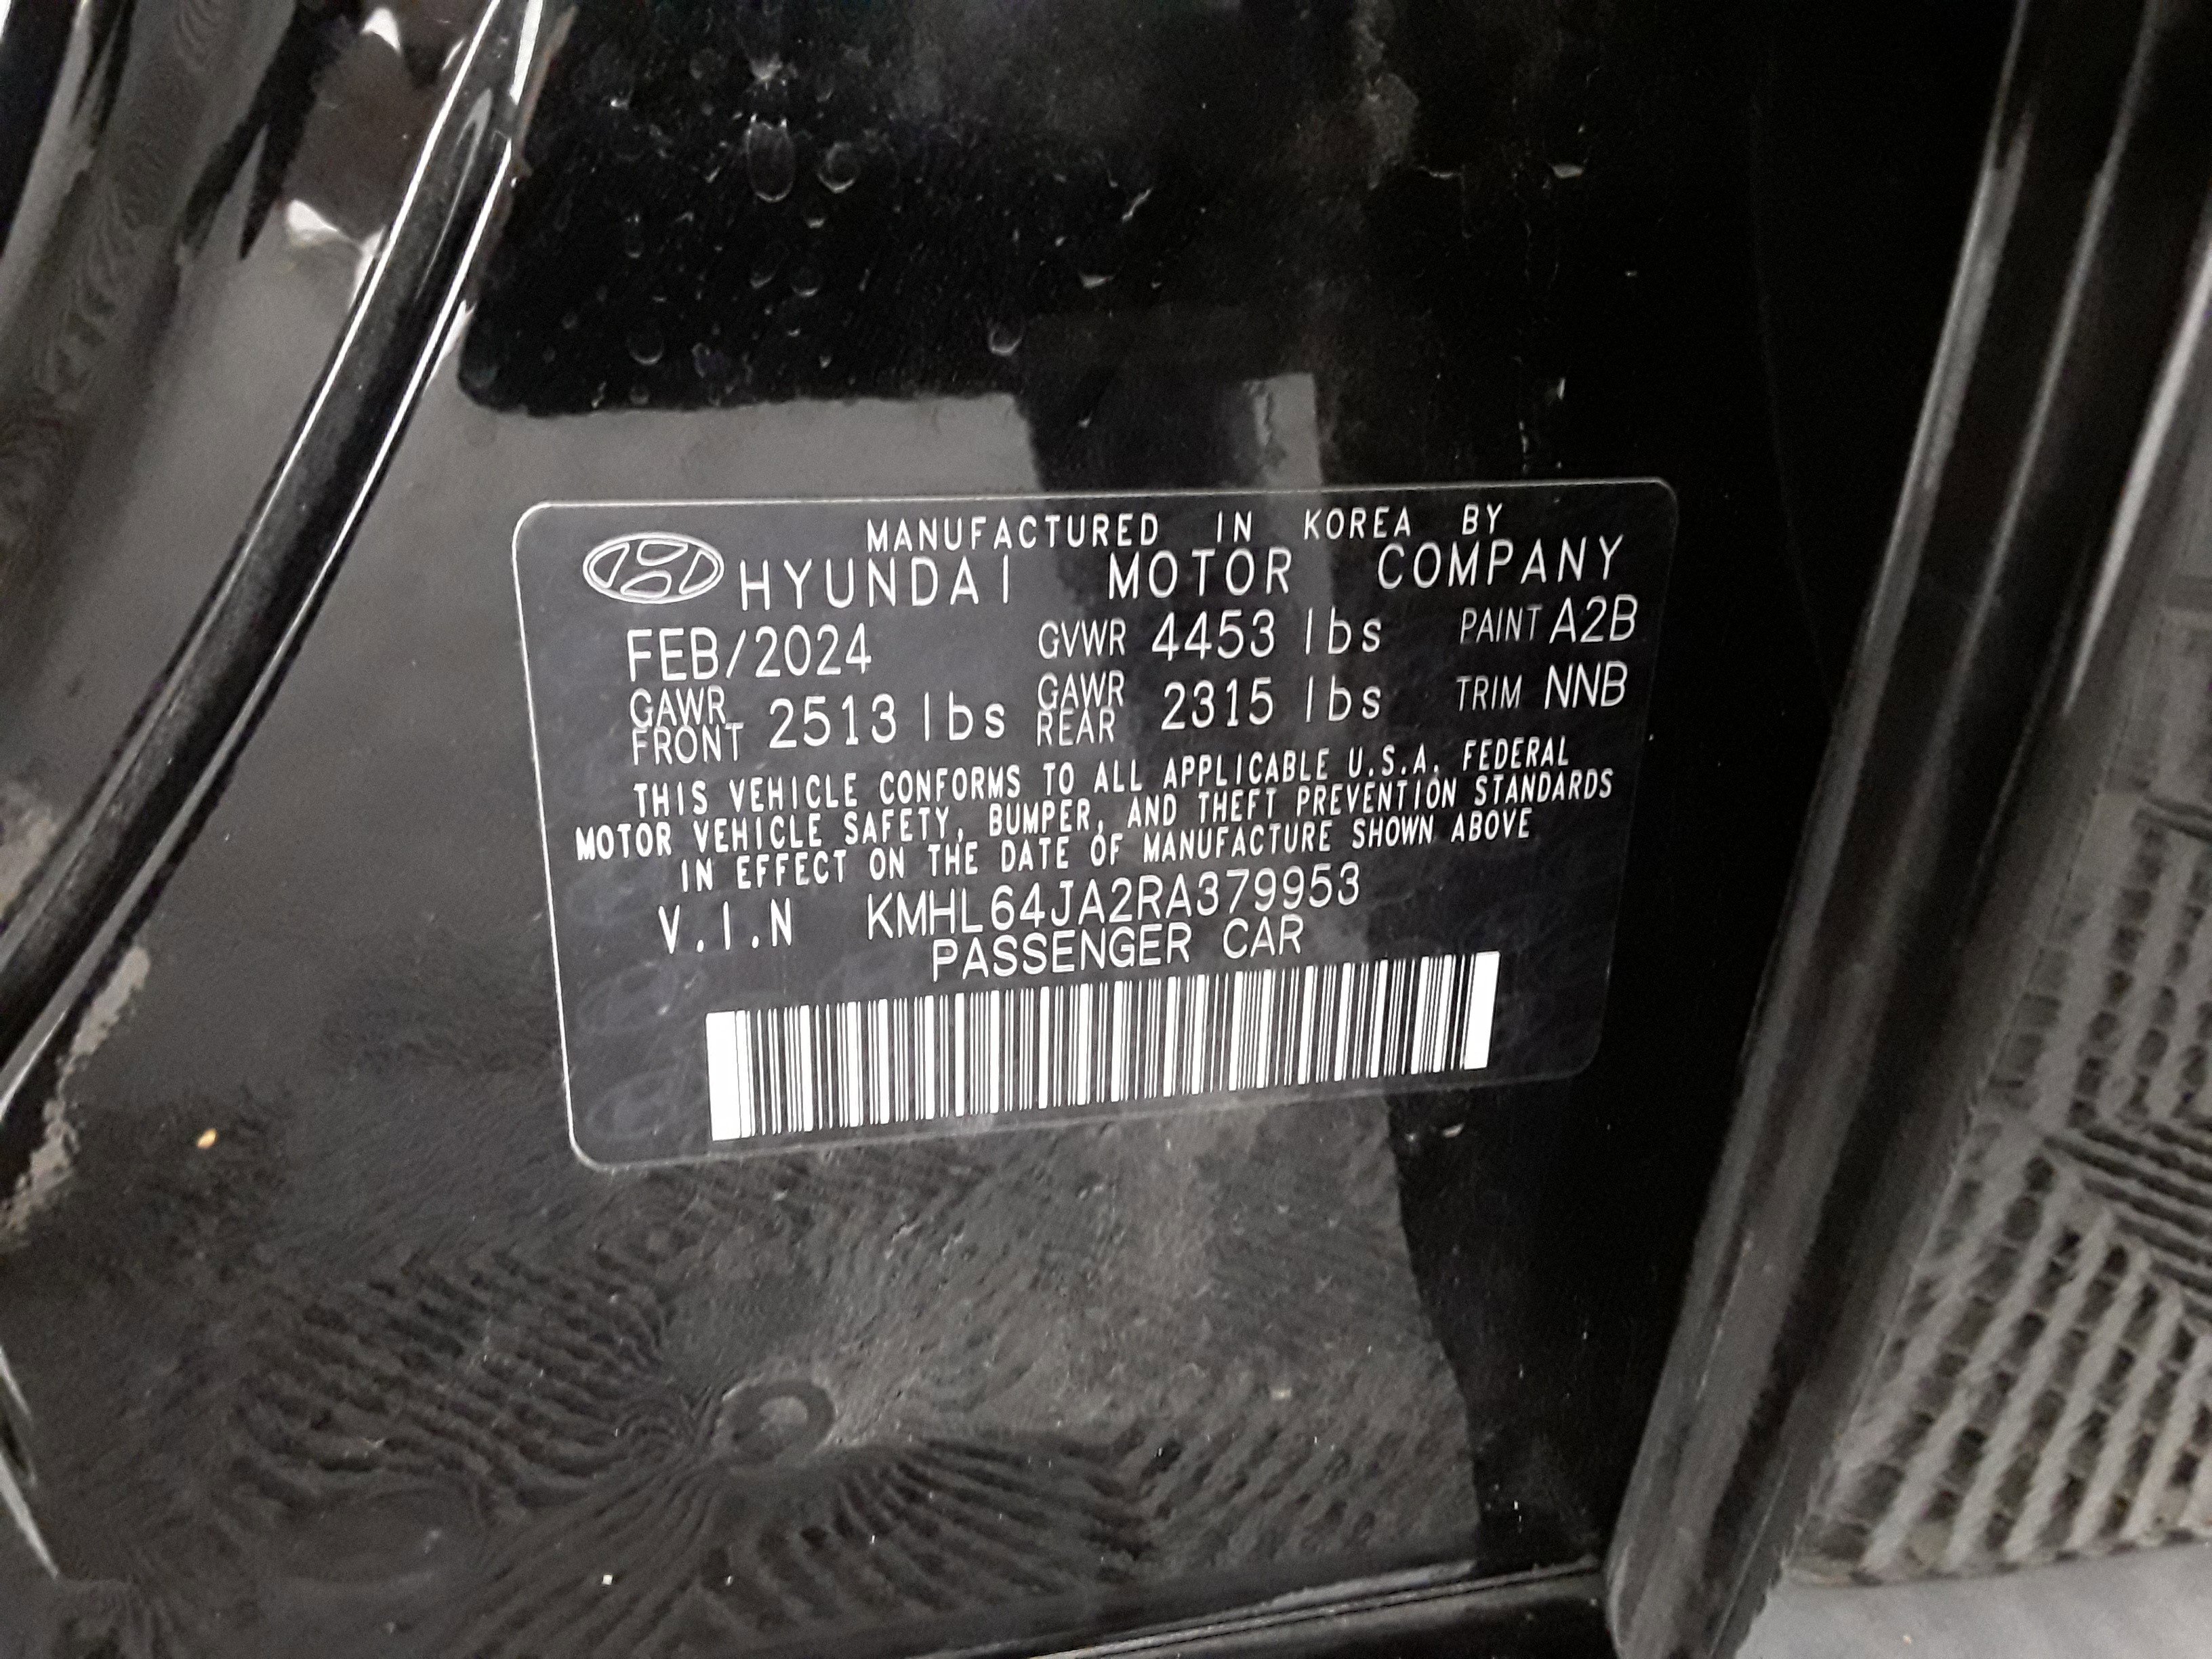 MANUFACTURED IN KOREA BY
HYUNDAI MOTOR COMPANY
FEB/2024 GVWR 4453 lbs PAINT A2B
GAWR FRONT 2513 lbs GAWR REAR 2315 lbs TRIM NNB
THIS VEHICLE CONFORMS TO ALL APPLICABLE U.S.A. FEDERAL
MOTOR VEHICLE SAFETY, BUMPER, AND THEFT PREVENTION STANDARDS
IN EFFECT ON THE DATE OF MANUFACTURE SHOWN ABOVE
V.I.N KMHL64JA2RA379953
PASSENGER CAR